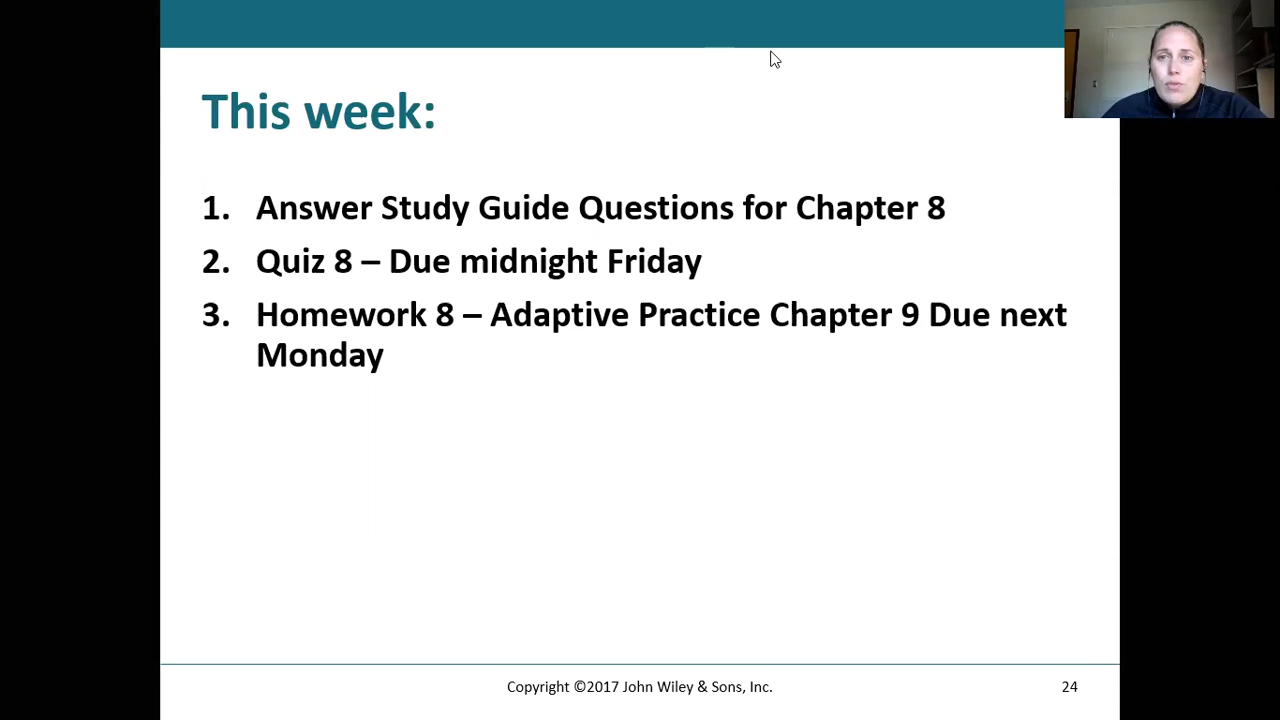 This week:
1. Answer Study Guide Questions for Chapter 8
2. Quiz 8 – Due midnight Friday
3. Homework 8 – Adaptive Practice Chapter 9 Due next
Monday
Copyright ©2017 John Wiley & Sons, Inc.
24